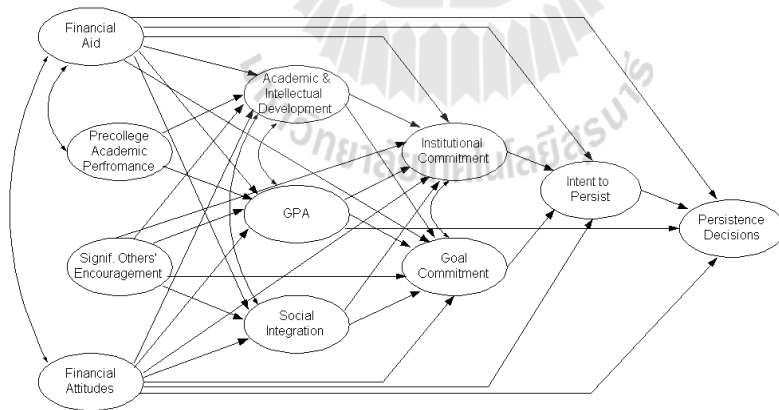 Financial
Aid
Academic &
Intellectual
Development
Precollege
Academic
Perfromance
Institutional
Commitment
Intent to
Persist
GPA
Persistence
Decisions
Signif. Others'
Encouragement
Goal
Commitment
Social
Integration
Financial
Attitudes